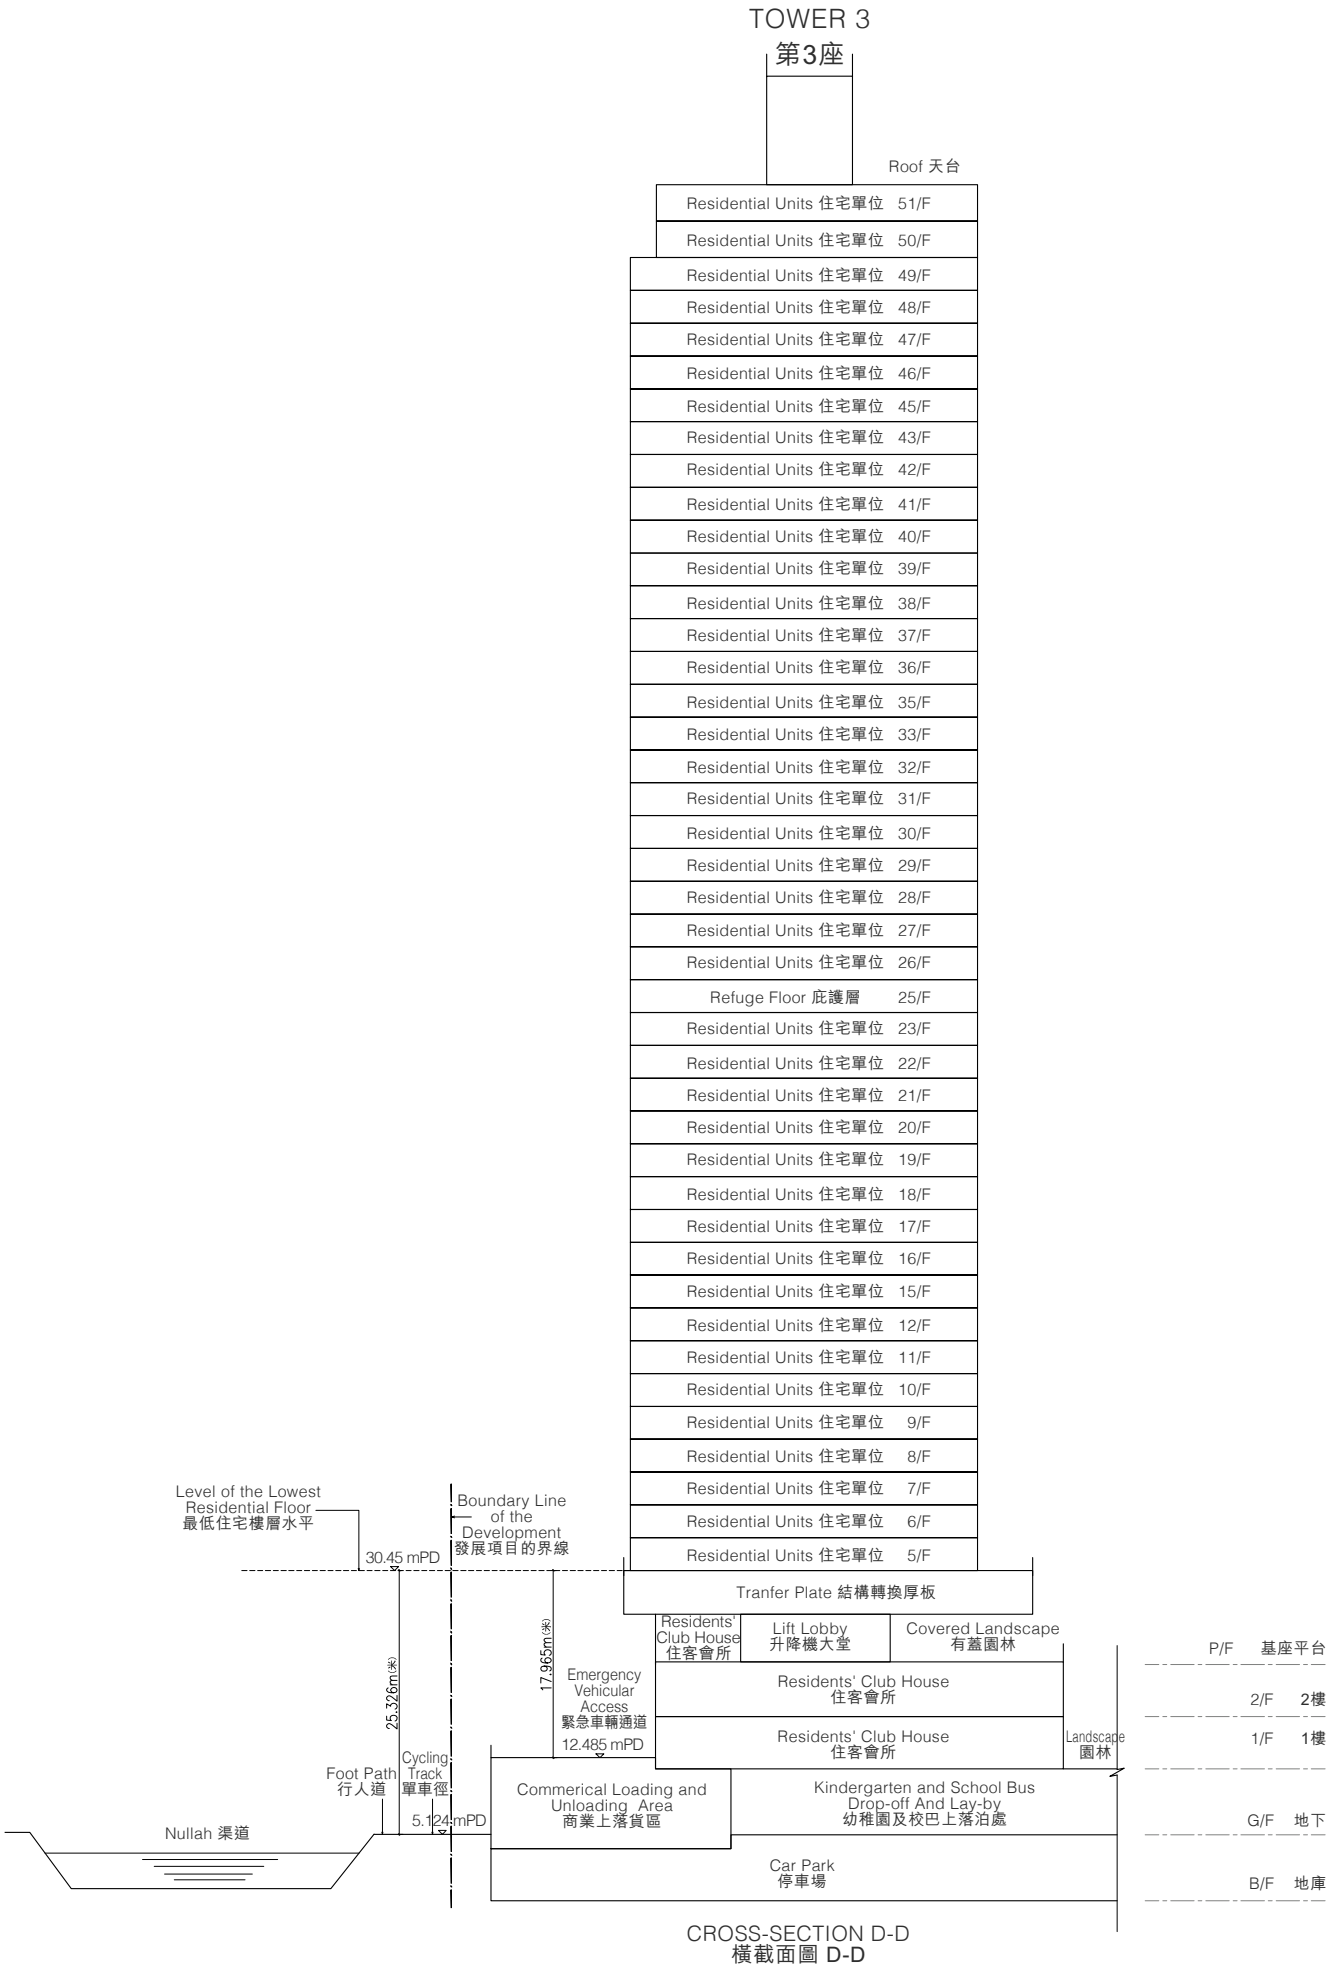 TOWER 3
第3座
Roof 天台
Residential Units 住宅單位 51/F
Residential Units 住宅單位 50/F
Residential Units 住宅單位 49/F
Residential Units 住宅單位 48/F
Residential Units 住宅單位 47/F
Residential Units 住宅單位 46/F
Residential Units 住宅單位 45/F
Residential Units 住宅單位 43/F
Residential Units 住宅單位 42/F
Residential Units 住宅單位 41/F
Residential Units 住宅單位 40/F
Residential Units 住宅單位 39/F
Residential Units 住宅單位 38/F
Residential Units 住宅單位 37/F
Residential Units 住宅單位 36/F
Residential Units 住宅單位 35/F
Residential Units 住宅單位 33/F
Residential Units 住宅單位 32/F
Residential Units 住宅單位 31/F
Residential Units 住宅單位 30/F
Residential Units 住宅單位 29/F
Residential Units 住宅單位 28/F
Residential Units 住宅單位 27/F
Residential Units 住宅單位 26/F
Refuge Floor 庇護層 25/F
Residential Units 住宅單位 23/F
Residential Units 住宅單位 22/F
Residential Units 住宅單位 21/F
Residential Units 住宅單位 20/F
Residential Units 住宅單位 19/F
Residential Units 住宅單位 18/F
Residential Units 住宅單位 17/F
Residential Units 住宅單位 16/F
Residential Units 住宅單位 15/F
Residential Units 住宅單位 12/F
Residential Units 住宅單位 11/F
Residential Units 住宅單位 10/F
Residential Units 住宅單位 9/F
Residential Units 住宅單位 8/F
Residential Units 住宅單位 7/F
Residential Units 住宅單位 6/F
Residential Units 住宅單位 5/F
Level of the Lowest
Residential Floor
最低住宅樓層水平
Boundary Line
of the
Development
發展項目的界線
30.45 mPD
Tranfer Plate 結構轉換厚板
Residents'
Club House
住客會所
Lift Lobby
升降機大堂
Covered Landscape
有蓋園林
P/F 基座平台
17.965m(米)
25.326m(米)
Emergency
Vehicular
Access
緊急車輛通道
12.485 mPD
Residents' Club House
住客會所
2/F 2樓
Residents' Club House
住客會所
Landscape
園林
1/F 1樓
Foot Path
行人道
Cycling
Track
單車徑
Commerical Loading and
Unloading Area
商業上落貨區
Kindergarten and School Bus
Drop-off And Lay-by
幼稚園及校巴上落泊處
5.124 mPD
G/F 地下
Nullah 渠道
Car Park
停車場
B/F 地庫
CROSS-SECTION D-D
橫截面圖 D-D